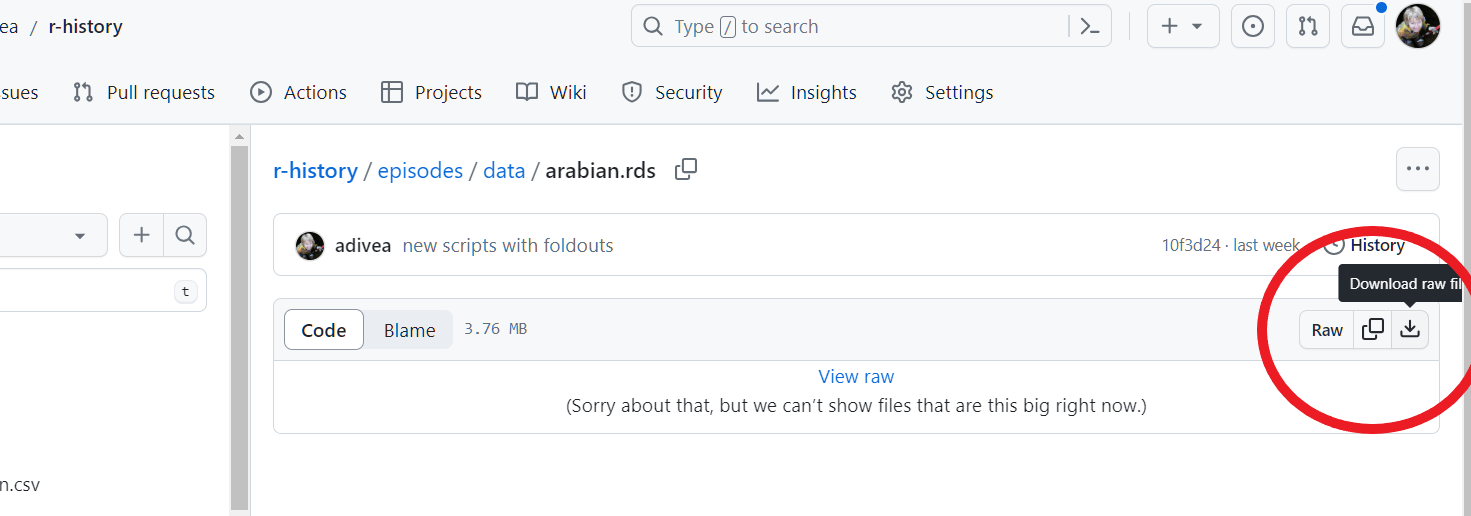 ea / r-history
Type / to search
ssues Pull requests Actions Projects Wiki Security Insights Settings
r-history / episodes / data / arabian.rds
adivea new scripts with foldouts 10f3d24 · last week History
t
Download raw fil
Code Blame 3.76 MB Raw
View raw
(Sorry about that, but we can't show files that are this big right now.)
n.csv